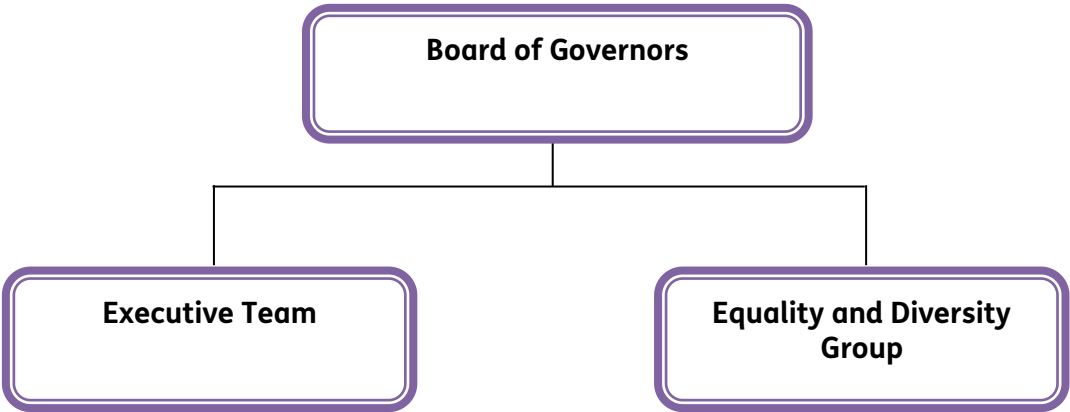 Board of Governors
Executive Team
Equality and Diversity
Group